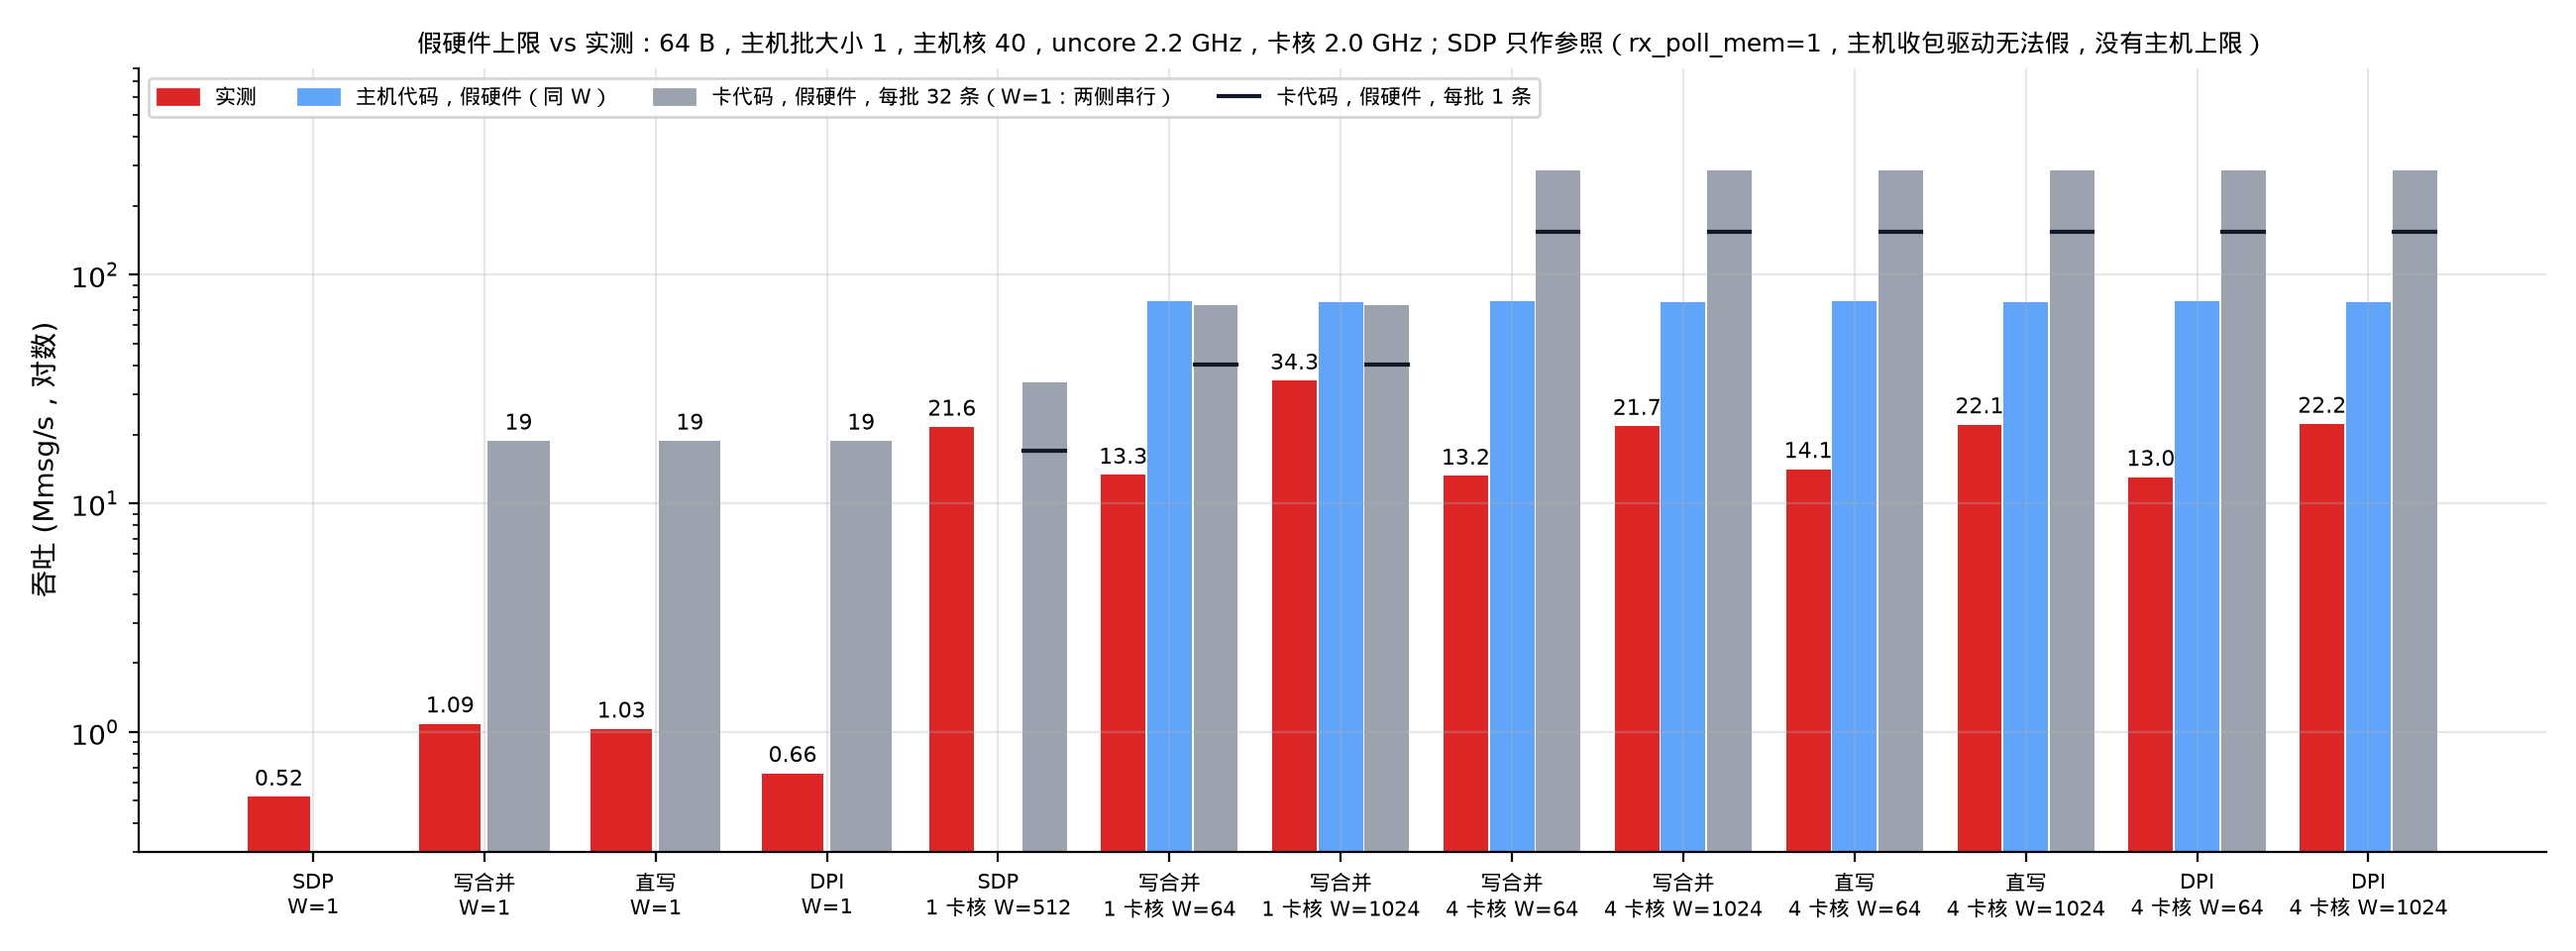 假硬件上限 vs 实测：64 B，主机批大小 1，主机核 40，uncore 2.2 GHz，卡核 2.0 GHz；SDP 只作参照（rx_poll_mem=1，主机收包驱动无法假，没有主机上限）
实测
主机代码，假硬件（同 W）
卡代码，假硬件，每批 32 条（W=1：两侧串行）
卡代码，假硬件，每批 1 条
吞吐 (Mmsg/s，对数)
10²
10¹
10⁰
0.52
1.09
19
1.03
19
0.66
19
21.6
13.3
34.3
13.2
21.7
14.1
22.1
13.0
22.2
SDP
W=1
写合并
W=1
直写
W=1
DPI
W=1
SDP
1 卡核 W=512
写合并
1 卡核 W=64
写合并
1 卡核 W=1024
写合并
4 卡核 W=64
写合并
4 卡核 W=1024
直写
4 卡核 W=64
直写
4 卡核 W=1024
DPI
4 卡核 W=64
DPI
4 卡核 W=1024